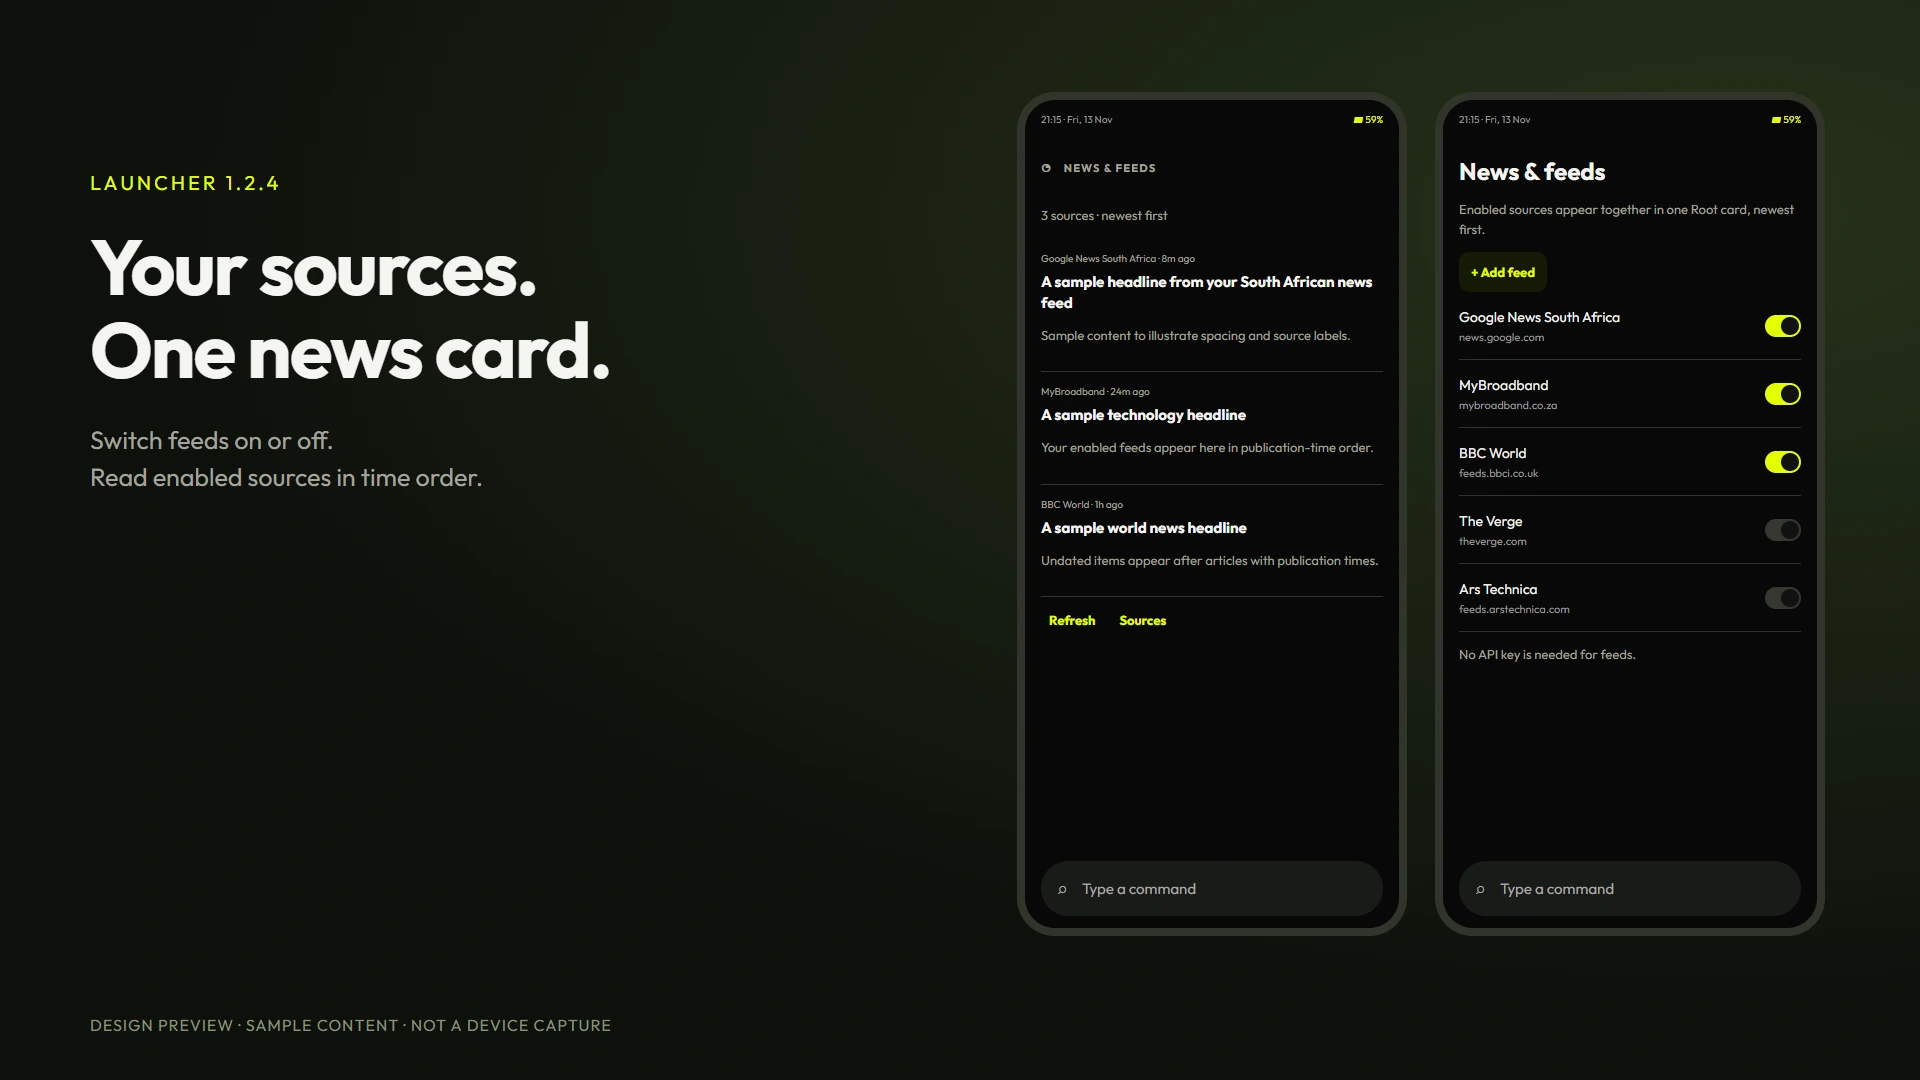 LAUNCHER 1.2.4
Your sources.
One news card.
Switch feeds on or off.
Read enabled sources in time order.
DESIGN PREVIEW · SAMPLE CONTENT · NOT A DEVICE CAPTURE
21:15 · Fri, 13 Nov
59%
NEWS & FEEDS
3 sources · newest first
Google News South Africa · 8m ago
A sample headline from your South African news
feed
Sample content to illustrate spacing and source labels.
MyBroadband · 24m ago
A sample technology headline
Your enabled feeds appear here in publication-time order.
BBC World · 1h ago
A sample world news headline
Undated items appear after articles with publication times.
Refresh Sources
Type a command
21:15 · Fri, 13 Nov
59%
News & feeds
Enabled sources appear together in one Root card, newest
first.
+ Add feed
Google News South Africa
news.google.com
MyBroadband
mybroadband.co.za
BBC World
feeds.bbci.co.uk
The Verge
theverge.com
Ars Technica
feeds.arstechnica.com
No API key is needed for feeds.
Type a command